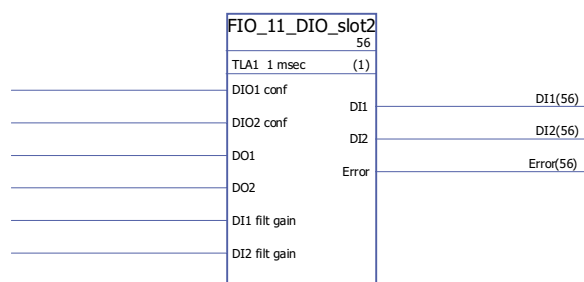 FIO_11_DIO_slot2
56
TLA1 1 msec (1)
DIO1 conf
DI1 DI1(56)
DIO2 conf
DI2 DI2(56)
DO1
Error Error(56)
DO2
DI1 filt gain
DI2 filt gain